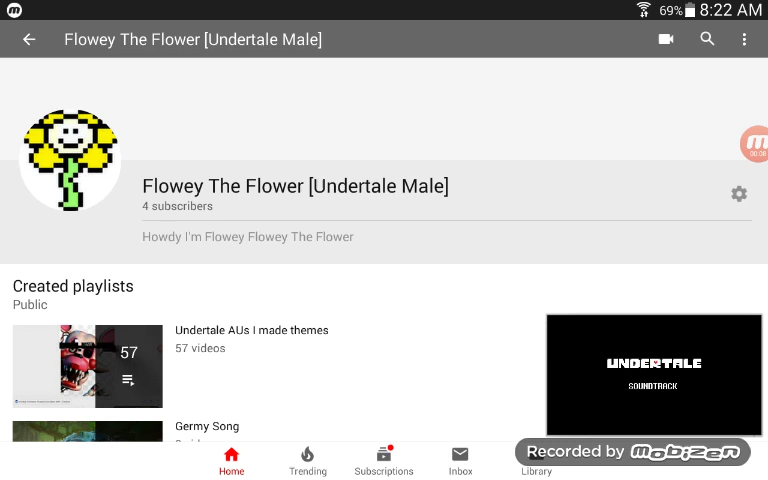 69% 8:22 AM
Flowey The Flower [Undertale Male]
00:08
Flowey The Flower [Undertale Male]
4 subscribers
Howdy I'm Flowey Flowey The Flower
Created playlists
Public
Undertale AUs I made themes
57
57 videos
UNDERTALE
SOUNDTRACK
Germy Song
Recorded by mobizen
Home Trending Subscriptions Inbox Library